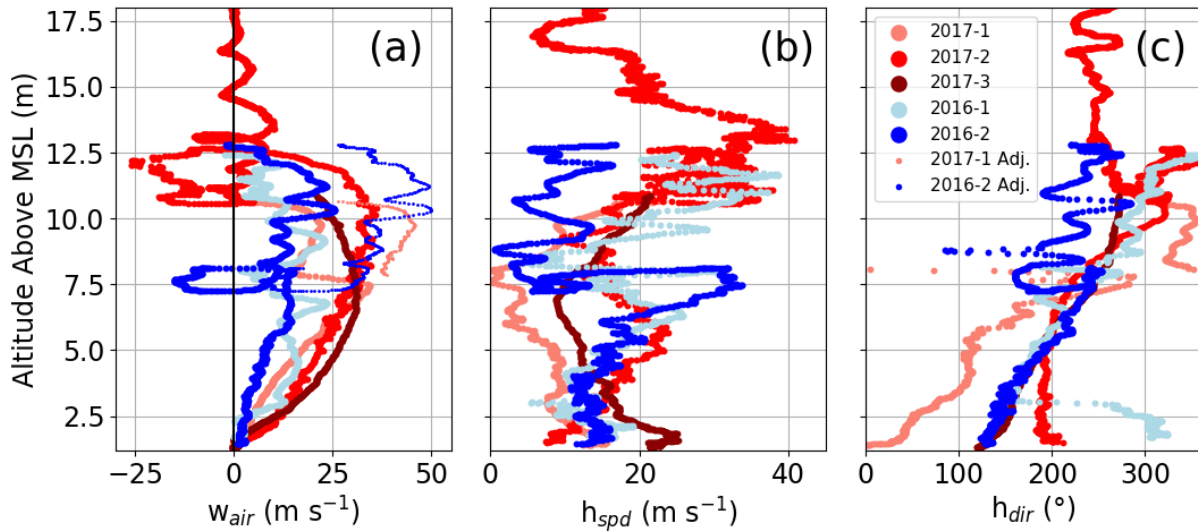 (a)
(b)
(c)
Altitude Above MSL (m)
17.5
15.0
12.5
10.0
7.5
5.0
2.5
−25
0
25
50
w_air (m s⁻¹)
0
20
40
h_spd (m s⁻¹)
0
100
200
300
h_dir (°)
2017-1
2017-2
2017-3
2016-1
2016-2
2017-1 Adj.
2016-2 Adj.